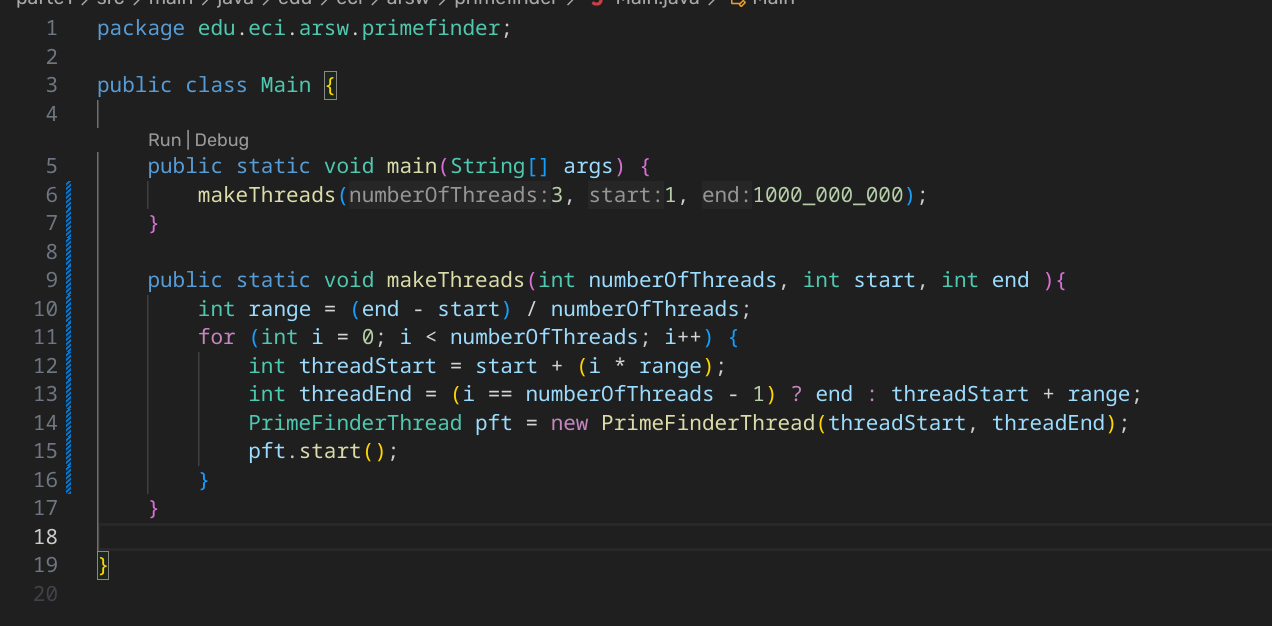 parte1 > src > main > java > edu > eci > arsw > primefinder > Main.java > Main
1 package edu.eci.arsw.primefinder;
2
3 public class Main {
4
Run | Debug
5 public static void main(String[] args) {
6 makeThreads(numberOfThreads:3, start:1, end:1000_000_000);
7 }
8
9 public static void makeThreads(int numberOfThreads, int start, int end ){
10 int range = (end - start) / numberOfThreads;
11 for (int i = 0; i < numberOfThreads; i++) {
12 int threadStart = start + (i * range);
13 int threadEnd = (i == numberOfThreads - 1) ? end : threadStart + range;
14 PrimeFinderThread pft = new PrimeFinderThread(threadStart, threadEnd);
15 pft.start();
16 }
17 }
18
19 }
20